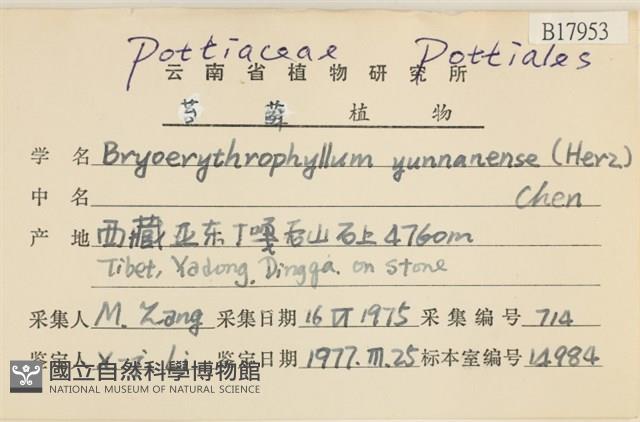 B17953
Pottiaceae Pottiales
云南省植物研究所
苔藓植物
学名 Bryoerythrophyllum yunnanense (Herz.)
中名 Chen
产地 西藏亚东丁嘎 石上 4760m
Tibet, Yadong, Dingga. on stone
采集人 M. Zang 采集日期 16 VI 1975 采集编号 714
鉴定人 Li 鉴定日期 1977.III.25 标本室编号 14984
國立自然科學博物館
NATIONAL MUSEUM OF NATURAL SCIENCE